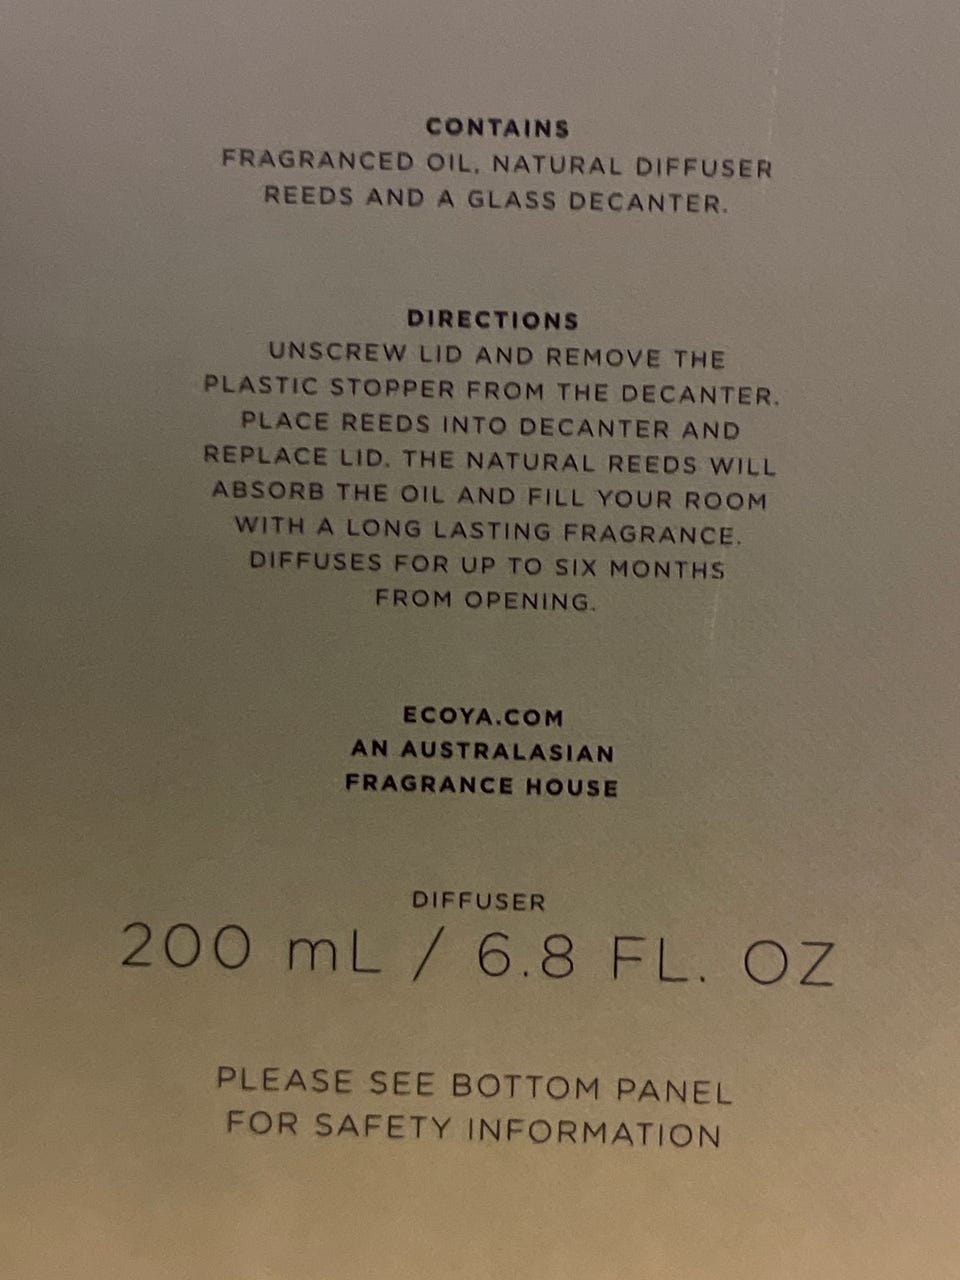 CONTAINS
FRAGRANCED OIL, NATURAL DIFFUSER
REEDS AND A GLASS DECANTER.
DIRECTIONS
UNSCREW LID AND REMOVE THE
PLASTIC STOPPER FROM THE DECANTER.
PLACE REEDS INTO DECANTER AND
REPLACE LID. THE NATURAL REEDS WILL
ABSORB THE OIL AND FILL YOUR ROOM
WITH A LONG LASTING FRAGRANCE.
DIFFUSES FOR UP TO SIX MONTHS
FROM OPENING.
ECOYA.COM
AN AUSTRALASIAN
FRAGRANCE HOUSE
DIFFUSER
200 mL / 6.8 FL. OZ
PLEASE SEE BOTTOM PANEL
FOR SAFETY INFORMATION